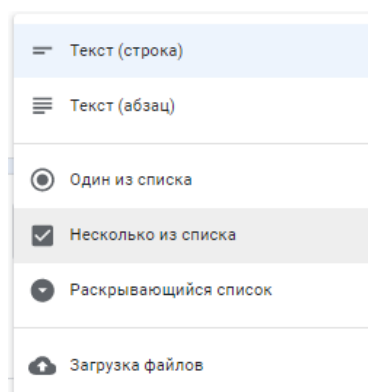 Текст (строка)
Текст (абзац)
Один из списка
Несколько из списка
Раскрывающийся список
Загрузка файлов